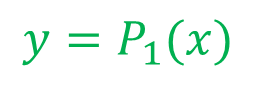 y = P₁(x)